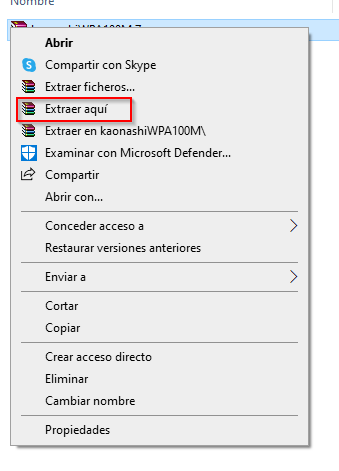 Nombre
Abrir
Compartir con Skype
Extraer ficheros...
Extraer aquí
Extraer en kaonashiWPA100M\
Examinar con Microsoft Defender...
Compartir
Abrir con...
Conceder acceso a
Restaurar versiones anteriores
Enviar a
Cortar
Copiar
Crear acceso directo
Eliminar
Cambiar nombre
Propiedades